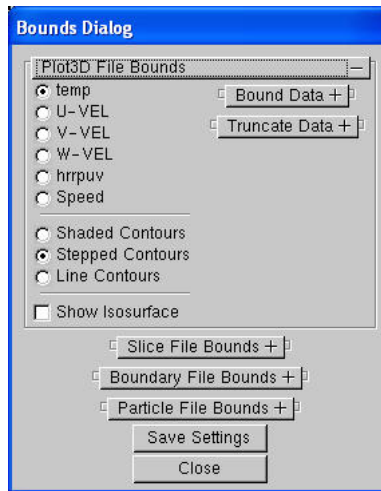 Bounds Dialog
Plot3D File Bounds –
temp
Bound Data +
U-VEL
Truncate Data +
V-VEL
W-VEL
hrrpuv
Speed
Shaded Contours
Stepped Contours
Line Contours
Show Isosurface
Slice File Bounds +
Boundary File Bounds +
Particle File Bounds +
Save Settings
Close